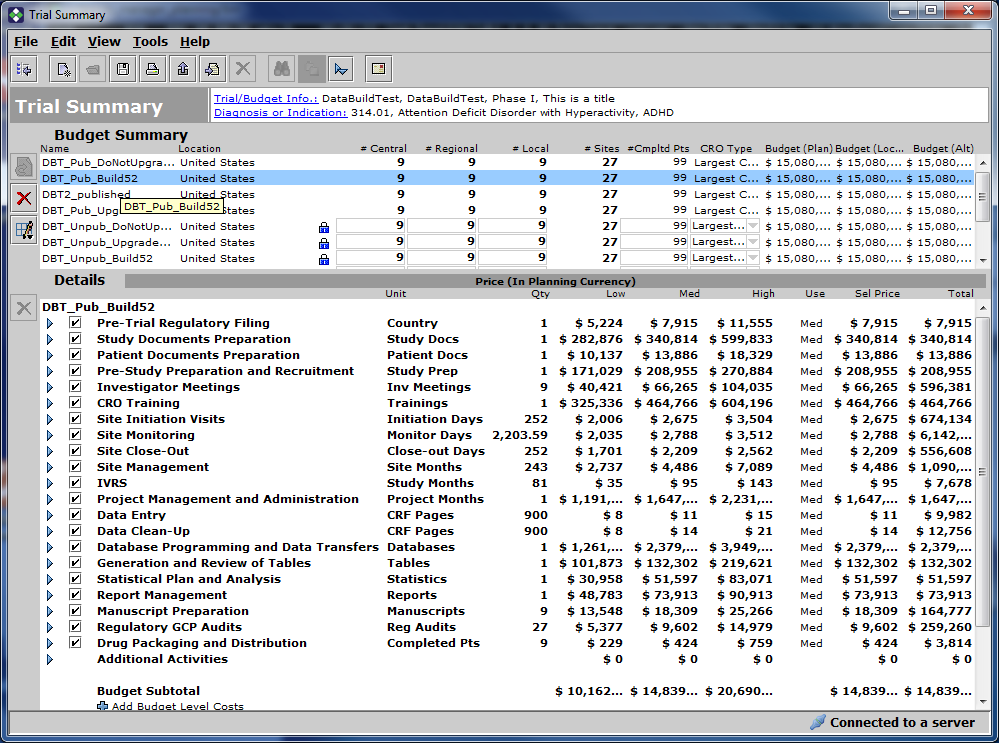 Trial Summary
File Edit View Tools Help
Trial Summary
Trial/Budget Info.: DataBuildTest, DataBuildTest, Phase I, This is a title
Diagnosis or Indication: 314.01, Attention Deficit Disorder with Hyperactivity, ADHD
Budget Summary
Name Location # Central # Regional # Local # Sites #Cmpltd Pts CRO Type Budget (Plan) Budget (Loc... Budget (Alt)
DBT_Pub_DoNotUpgra... United States 9 9 9 27 99 Largest C... $ 15,080,... $ 15,080,... $ 15,080,...
DBT_Pub_Build52 United States 9 9 9 27 99 Largest C... $ 15,080,... $ 15,080,... $ 15,080,...
DBT2_published United States 9 9 9 27 99 Largest C... $ 15,080,... $ 15,080,... $ 15,080,...
DBT_Pub_Upg States 9 9 9 27 99 Largest C... $ 15,080,... $ 15,080,... $ 15,080,...
DBT_Pub_Build52
DBT_Unpub_DoNotUp... United States 9 9 9 27 99 Largest... $ 15,080,... $ 15,080,... $ 15,080,...
DBT_Unpub_Upgrade... United States 9 9 9 27 99 Largest... $ 15,080,... $ 15,080,... $ 15,080,...
DBT_Unpub_Build52 United States 9 9 9 27 99 Largest... $ 15,080,... $ 15,080,... $ 15,080,...
Details Price (In Planning Currency)
Unit Qty Low Med High Use Sel Price Total
DBT_Pub_Build52
Pre-Trial Regulatory Filing Country 1 $ 5,224 $ 7,915 $ 11,555 Med $ 7,915 $ 7,915
Study Documents Preparation Study Docs 1 $ 282,876 $ 340,814 $ 599,833 Med $ 340,814 $ 340,814
Patient Documents Preparation Patient Docs 1 $ 10,137 $ 13,886 $ 18,329 Med $ 13,886 $ 13,886
Pre-Study Preparation and Recruitment Study Prep 1 $ 171,029 $ 208,955 $ 270,884 Med $ 208,955 $ 208,955
Investigator Meetings Inv Meetings 9 $ 40,421 $ 66,265 $ 104,035 Med $ 66,265 $ 596,381
CRO Training Trainings 1 $ 325,336 $ 464,766 $ 604,196 Med $ 464,766 $ 464,766
Site Initiation Visits Initiation Days 252 $ 2,006 $ 2,675 $ 3,504 Med $ 2,675 $ 674,134
Site Monitoring Monitor Days 2,203.59 $ 2,035 $ 2,788 $ 3,512 Med $ 2,788 $ 6,142,...
Site Close-Out Close-out Days 252 $ 1,701 $ 2,209 $ 2,562 Med $ 2,209 $ 556,608
Site Management Site Months 243 $ 2,737 $ 4,486 $ 7,089 Med $ 4,486 $ 1,090,...
IVRS Study Months 81 $ 35 $ 95 $ 143 Med $ 95 $ 7,678
Project Management and Administration Project Months 1 $ 1,191,... $ 1,647,... $ 2,231,... Med $ 1,647,... $ 1,647,...
Data Entry CRF Pages 900 $ 8 $ 11 $ 15 Med $ 11 $ 9,982
Data Clean-Up CRF Pages 900 $ 8 $ 14 $ 21 Med $ 14 $ 12,756
Database Programming and Data Transfers Databases 1 $ 1,261,... $ 2,379,... $ 3,949,... Med $ 2,379,... $ 2,379,...
Generation and Review of Tables Tables 1 $ 101,873 $ 132,302 $ 219,621 Med $ 132,302 $ 132,302
Statistical Plan and Analysis Statistics 1 $ 30,958 $ 51,597 $ 83,071 Med $ 51,597 $ 51,597
Report Management Reports 1 $ 48,783 $ 73,913 $ 90,913 Med $ 73,913 $ 73,913
Manuscript Preparation Manuscripts 9 $ 13,548 $ 18,309 $ 25,266 Med $ 18,309 $ 164,777
Regulatory GCP Audits Reg Audits 27 $ 5,377 $ 9,602 $ 14,979 Med $ 9,602 $ 259,260
Drug Packaging and Distribution Completed Pts 9 $ 229 $ 424 $ 759 Med $ 424 $ 3,814
Additional Activities $ 0 $ 0 $ 0 $ 0 $ 0
Budget Subtotal $ 10,162... $ 14,839... $ 20,690... $ 14,839... $ 14,839...
Add Budget Level Costs
Connected to a server